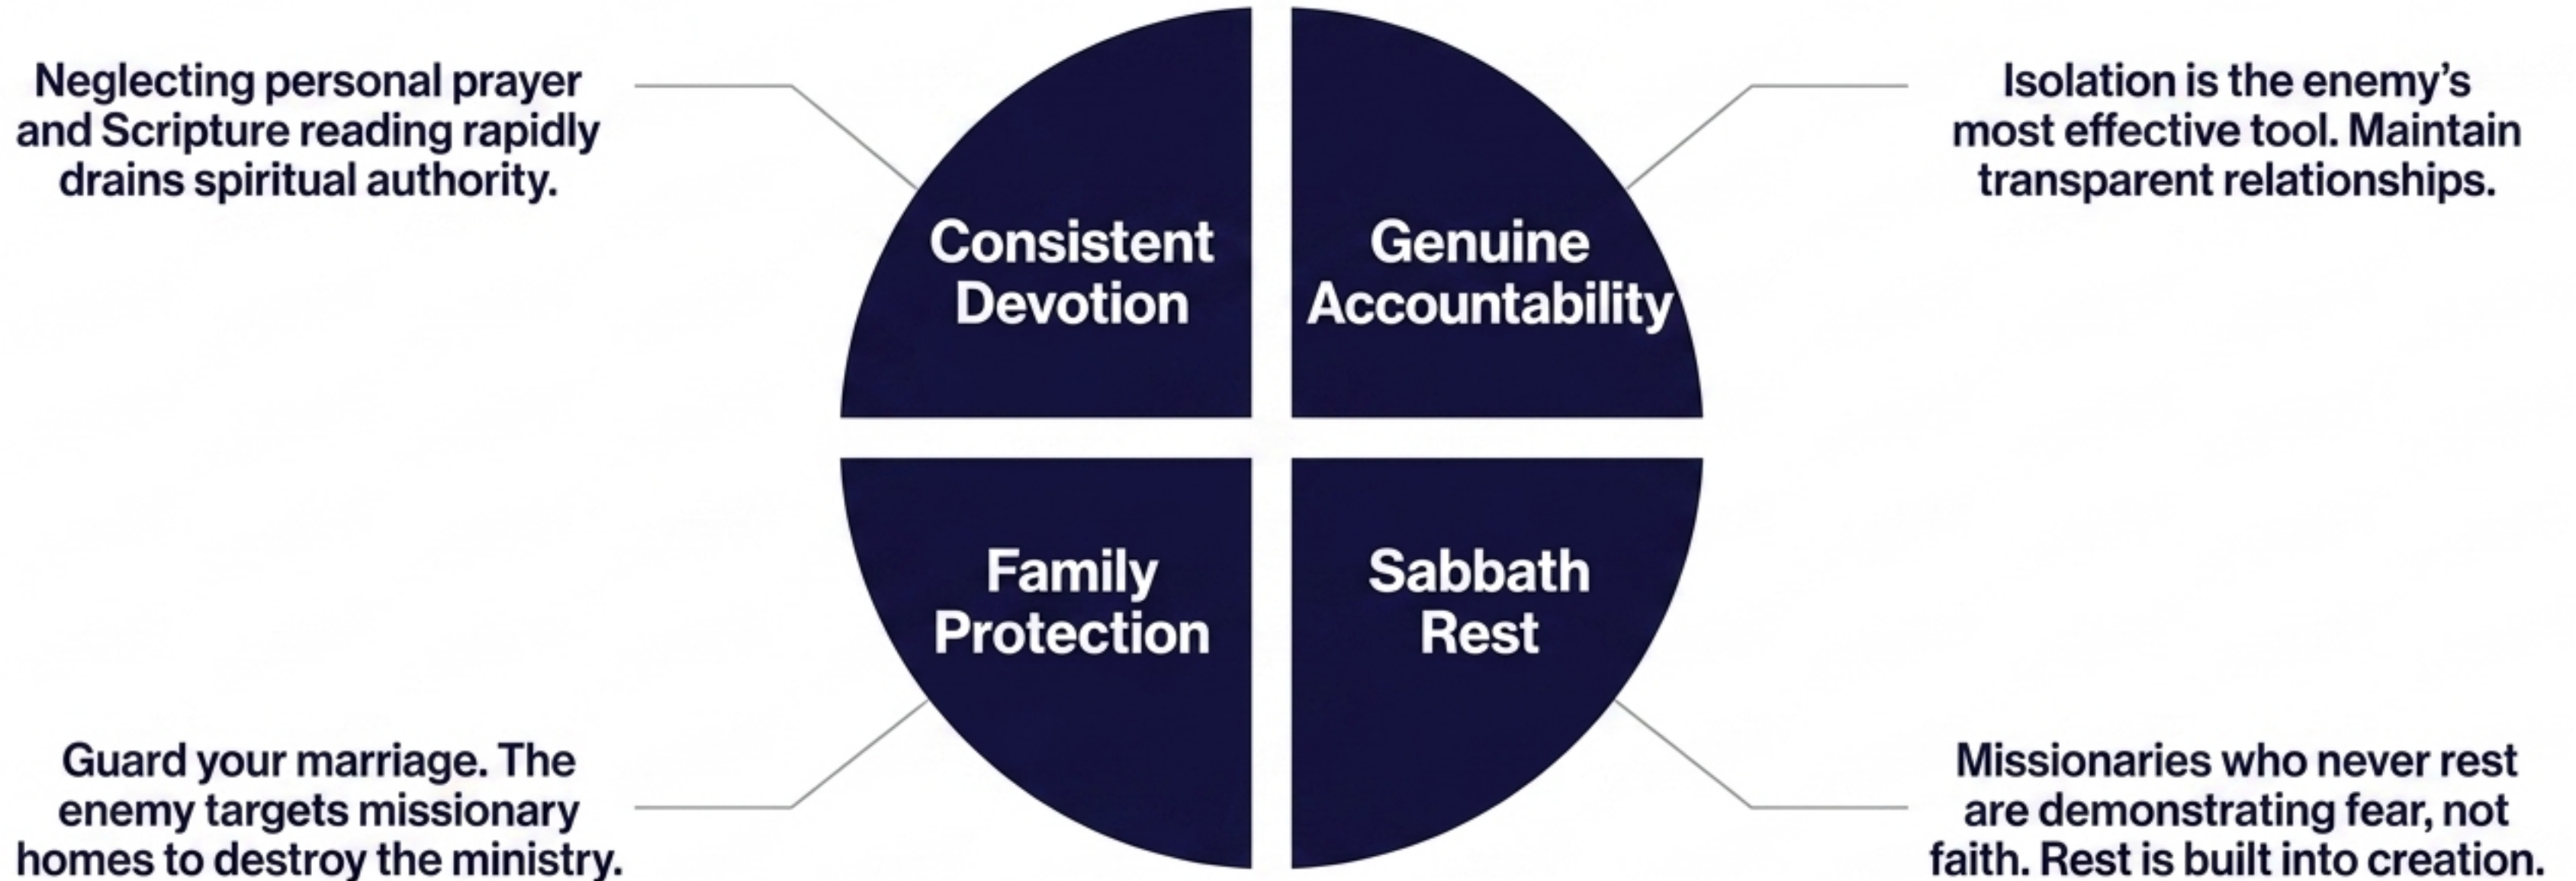 Neglecting personal prayer
and Scripture reading rapidly
drains spiritual authority.
Isolation is the enemy’s
most effective tool. Maintain
transparent relationships.
Consistent
Devotion
Genuine
Accountability
Family
Protection
Sabbath
Rest
Guard your marriage. The
enemy targets missionary
homes to destroy the ministry.
Missionaries who never rest
are demonstrating fear, not
faith. Rest is built into creation.